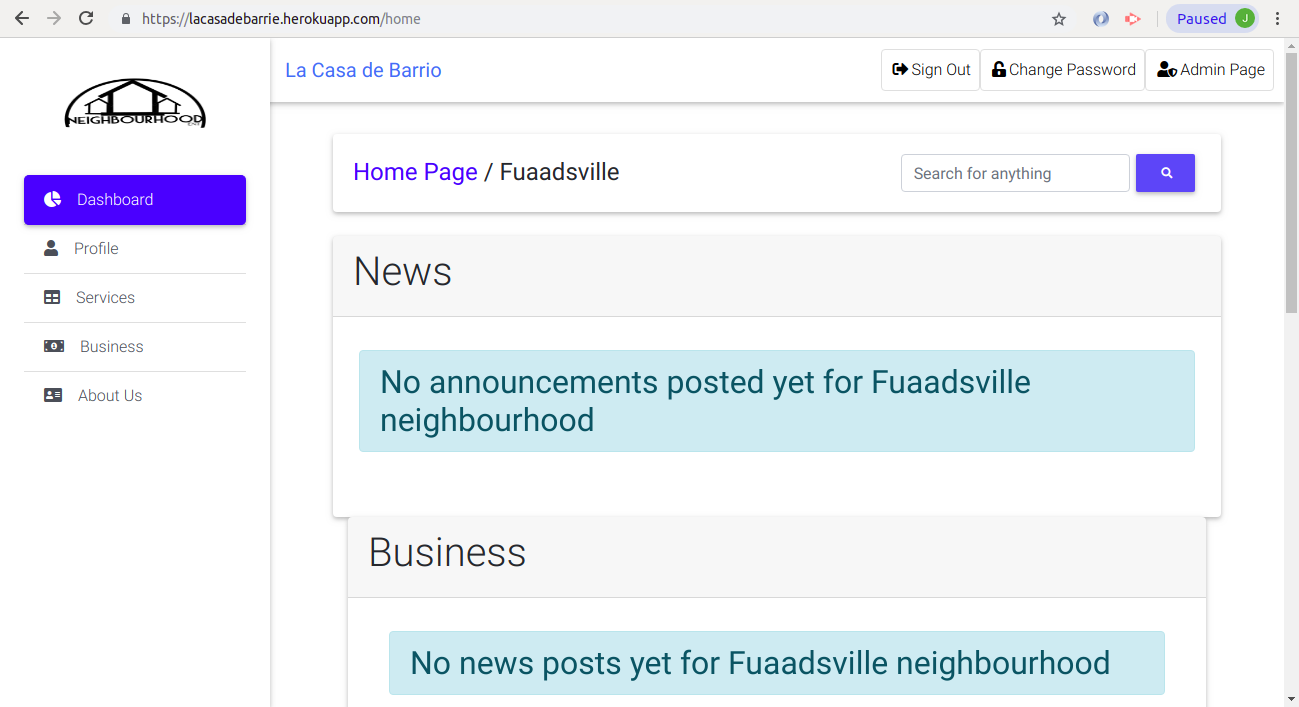 https://lacasadebarrie.herokuapp.com/home
Paused J
NEIGHBOURHOOD
La Casa de Barrio
Sign Out Change Password Admin Page
Dashboard
Profile
Services
Business
About Us
Home Page / Fuaadsville
Search for anything
News
No announcements posted yet for Fuaadsville
neighbourhood
Business
No news posts yet for Fuaadsville neighbourhood